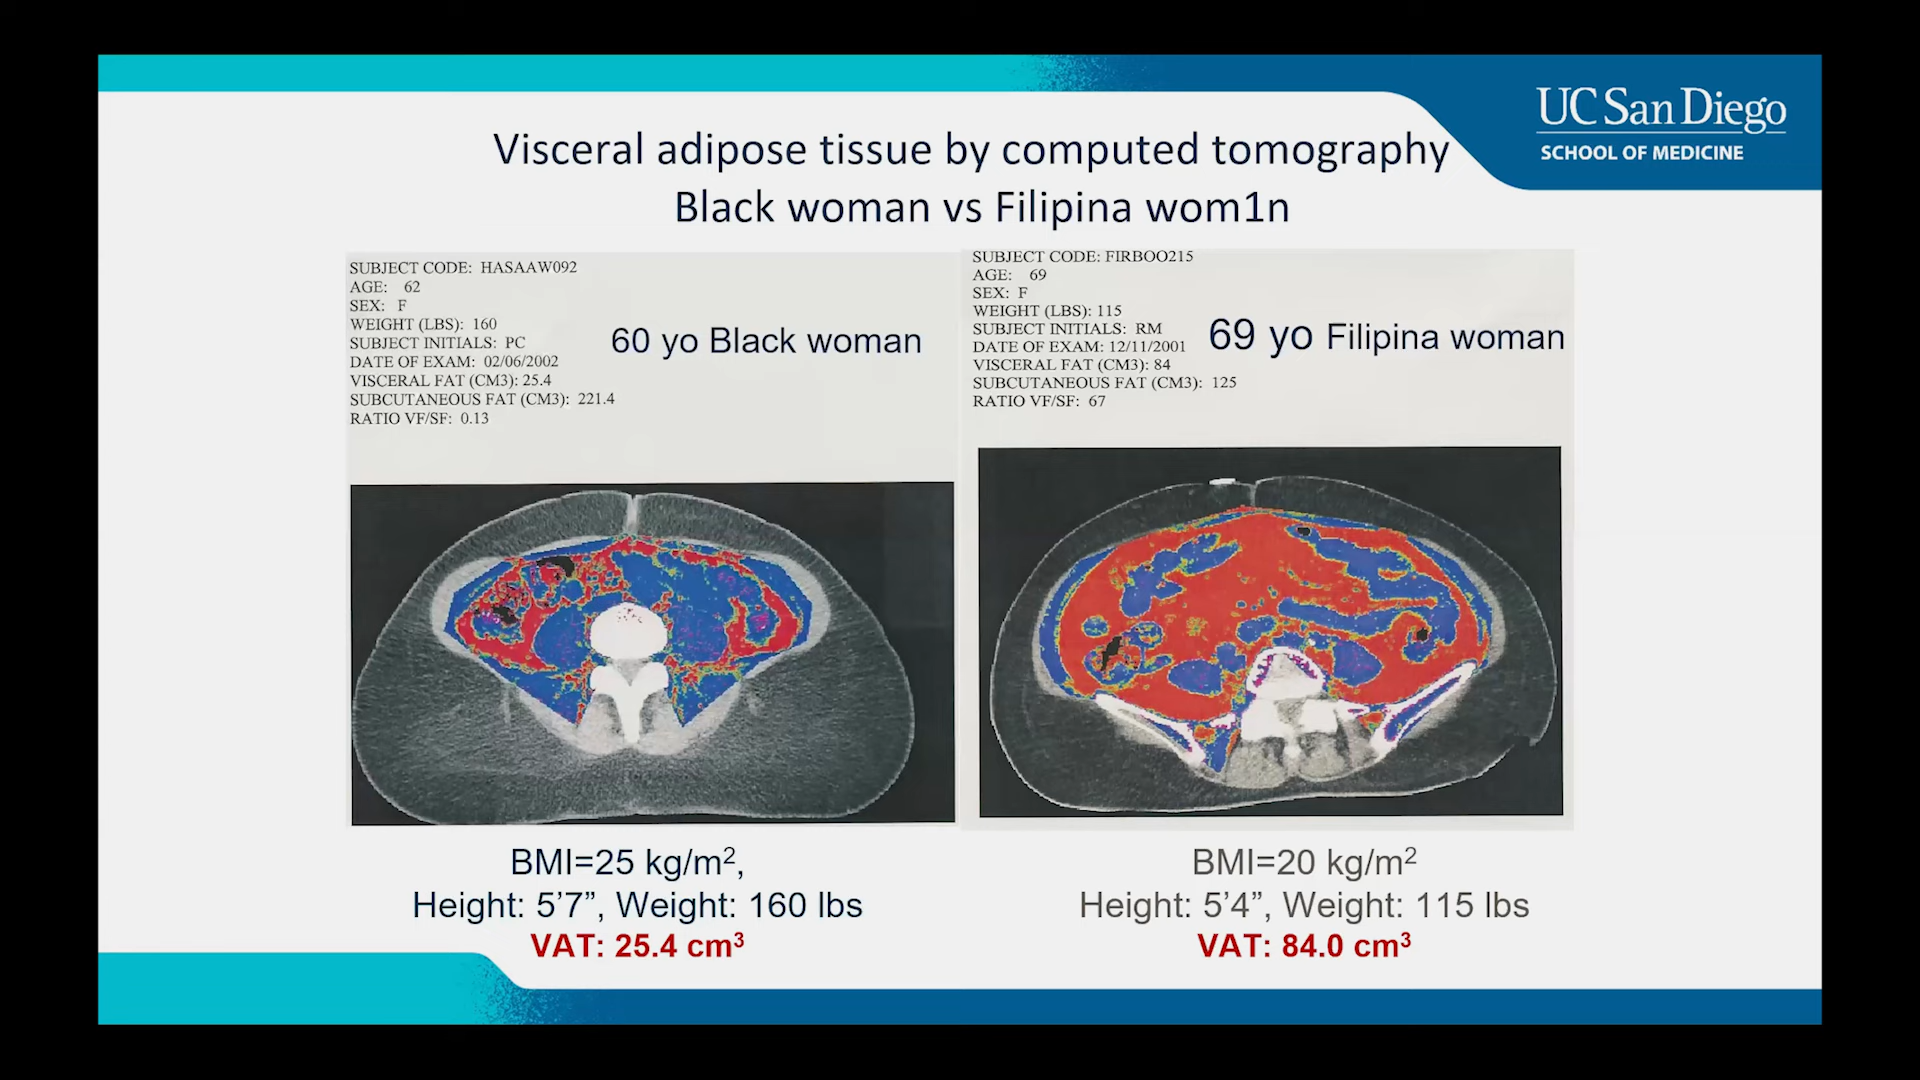 UC San Diego
SCHOOL OF MEDICINE
Visceral adipose tissue by computed tomography
Black woman vs Filipina wom1n
SUBJECT CODE: HASAAW092
AGE: 62
SEX: F
WEIGHT (LBS): 160
SUBJECT INITIALS: PC
DATE OF EXAM: 02/06/2002
VISCERAL FAT (CM3): 25.4
SUBCUTANEOUS FAT (CM3): 221.4
RATIO VF/SF: 0.13
60 yo Black woman
SUBJECT CODE: FIRBOO215
AGE: 69
SEX: F
WEIGHT (LBS): 115
SUBJECT INITIALS: RM
DATE OF EXAM: 12/11/2001
VISCERAL FAT (CM3): 84
SUBCUTANEOUS FAT (CM3): 125
RATIO VF/SF: 67
69 yo Filipina woman
BMI=25 kg/m²,
Height: 5’7”, Weight: 160 lbs
VAT: 25.4 cm³
BMI=20 kg/m²
Height: 5’4”, Weight: 115 lbs
VAT: 84.0 cm³